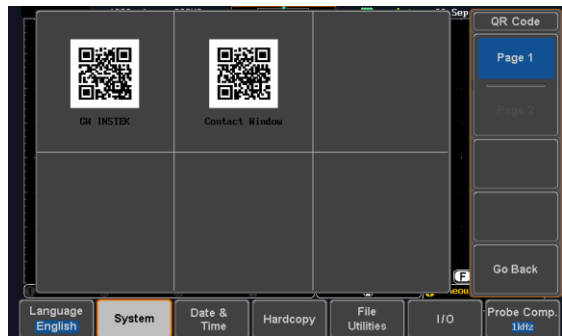 Sep
QR Code
Page 1
Page 2
GW INSTEK
Contact Window
Go Back
F
Language
English
System
Date &
Time
Hardcopy
File
Utilities
I/O
Probe Comp.
1kHz